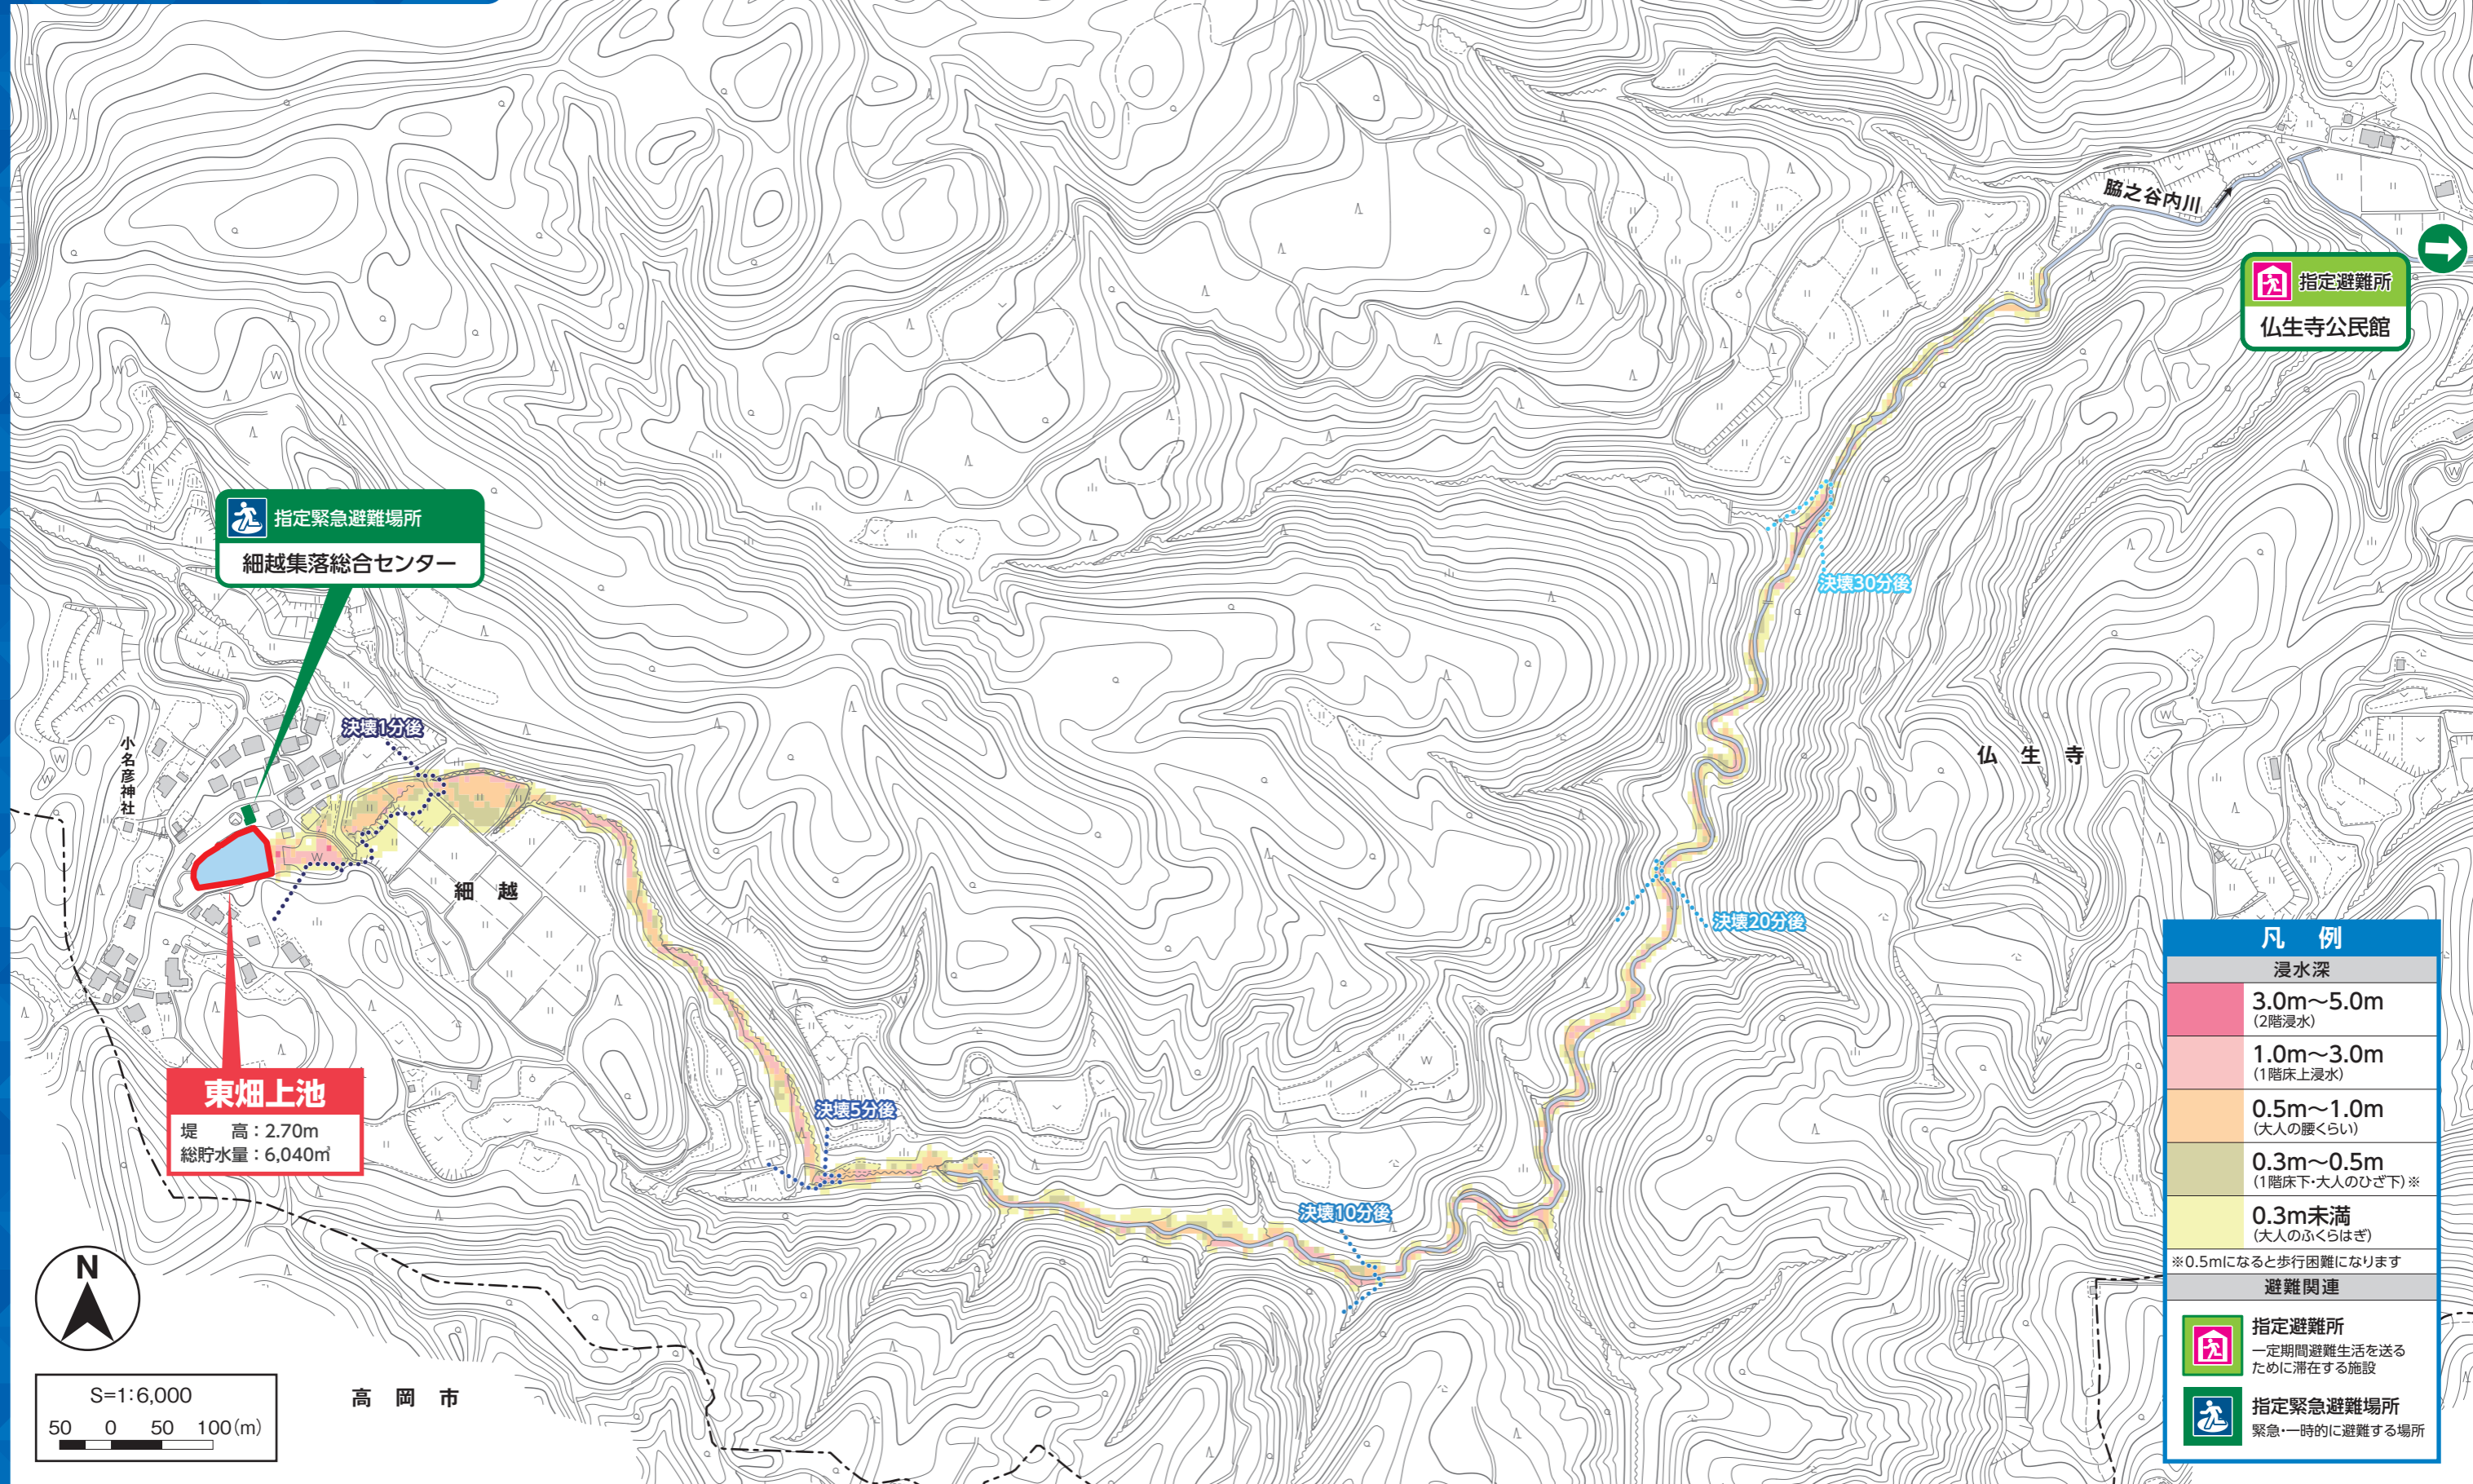 脇之谷内川
指定避難所
仏生寺公民館
指定緊急避難場所
細越集落総合センター
決壊30分後
決壊1分後
小名彦神社
仏生寺
細越
決壊20分後
東畑上池
堤　高：2.70m
総貯水量：6,040㎥
決壊5分後
決壊10分後
N
S=1:6,000
50 0 50 100(m)
高岡市
凡例
浸水深
3.0m～5.0m
(2階浸水)
1.0m～3.0m
(1階床上浸水)
0.5m～1.0m
(大人の腰くらい)
0.3m～0.5m
(1階床下・大人のひざ下)※
0.3m未満
(大人のふくらはぎ)
※0.5mになると歩行困難になります
避難関連
指定避難所
一定期間避難生活を送る
ために滞在する施設
指定緊急避難場所
緊急・一時的に避難する場所